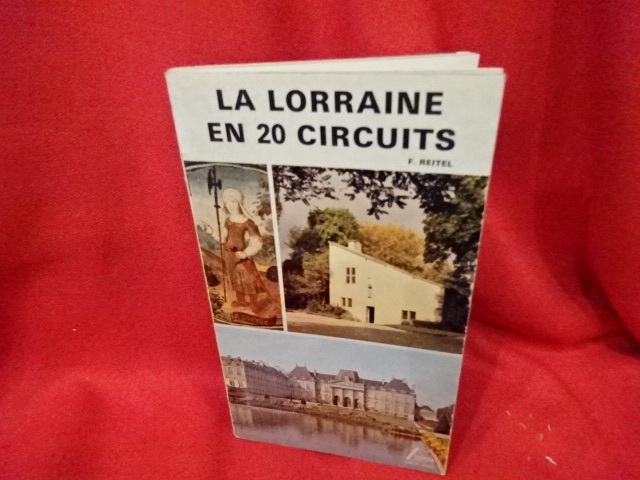 LA LORRAINE
EN 20 CIRCUITS
F. REITEL